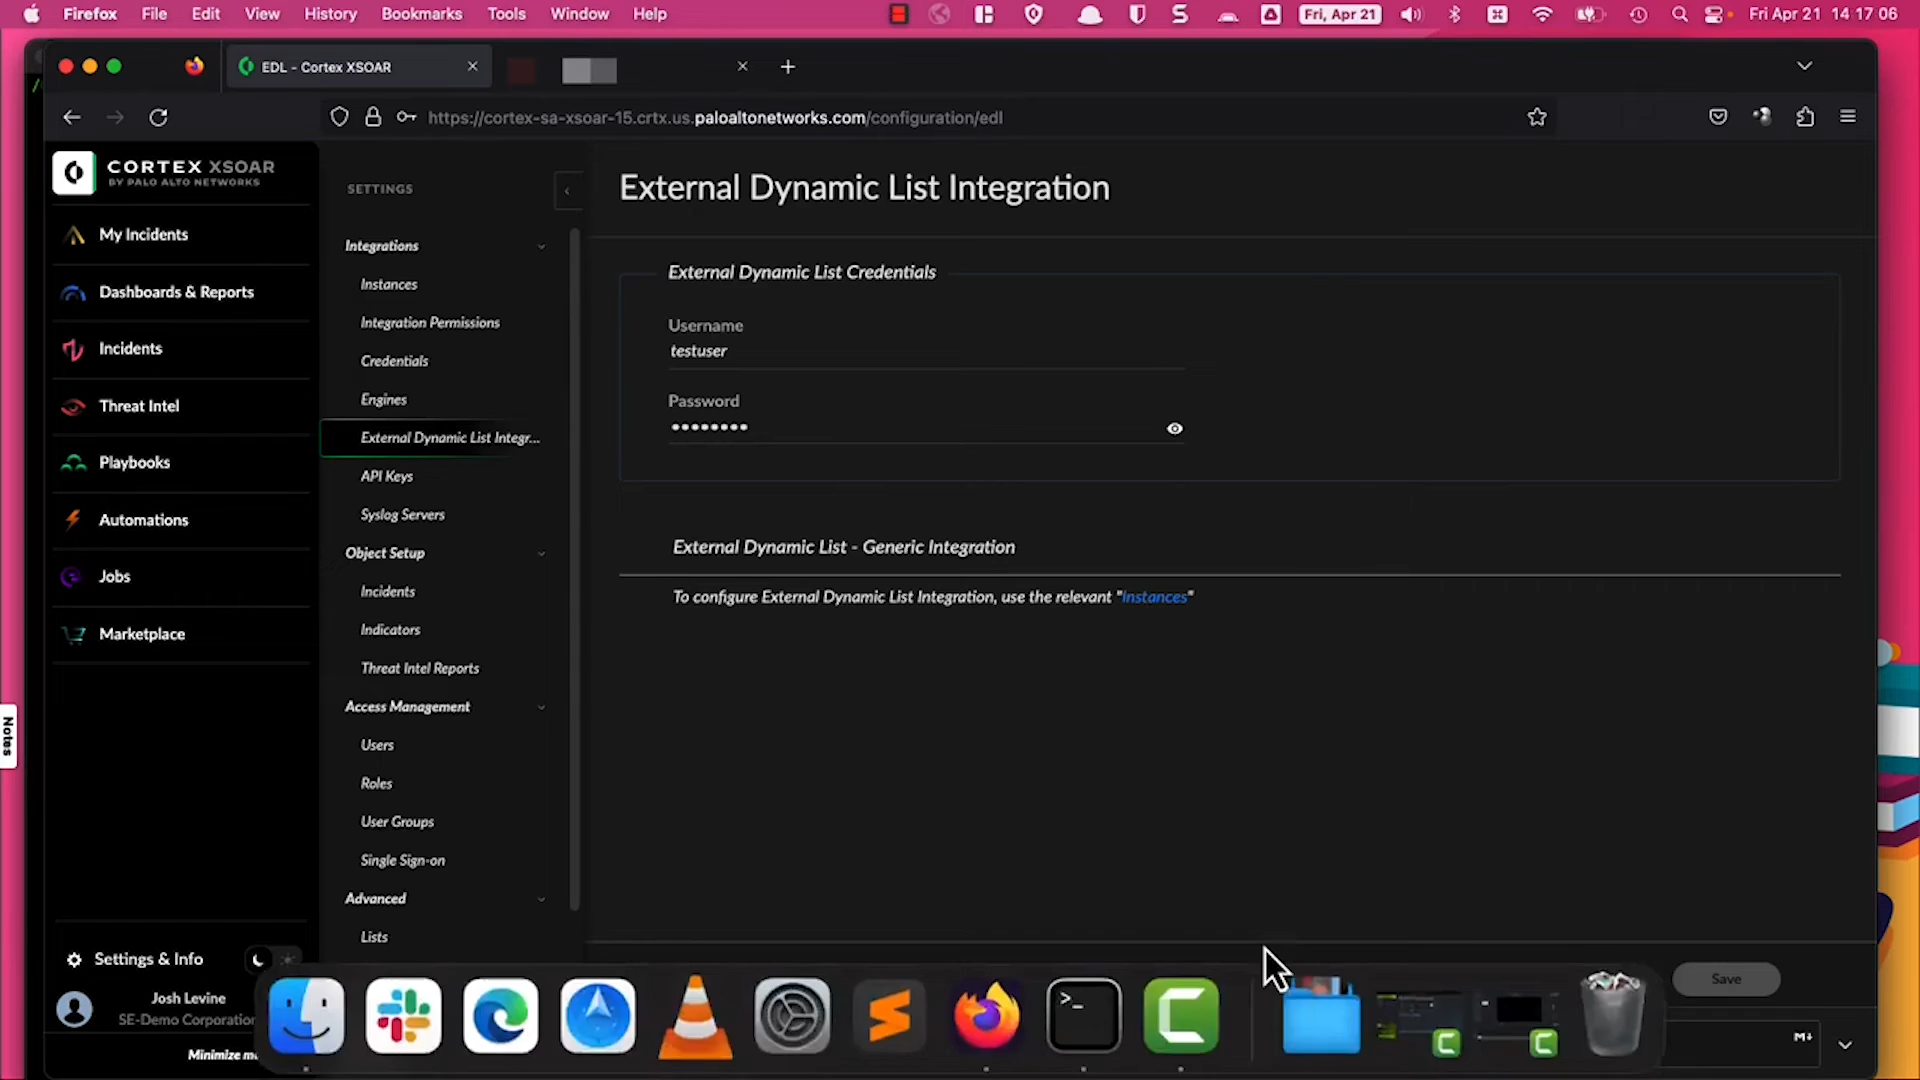 Firefox File Edit View History Bookmarks Tools Window Help
Fri, Apr 21
Fri Apr 21 14:17:06
EDL - Cortex XSOAR
https://cortex-sa-xsoar-15.crtx.us.paloaltonetworks.com/configuration/edl
CORTEX XSOAR
BY PALO ALTO NETWORKS
My Incidents
Dashboards & Reports
Incidents
Threat Intel
Playbooks
Automations
Jobs
Marketplace
Settings & Info
Josh Levine
SE-Demo Corporation
Minimize m
Notes
SETTINGS
Integrations
Instances
Integration Permissions
Credentials
Engines
External Dynamic List Integr...
API Keys
Syslog Servers
Object Setup
Incidents
Indicators
Threat Intel Reports
Access Management
Users
Roles
User Groups
Single Sign-on
Advanced
Lists
External Dynamic List Integration
External Dynamic List Credentials
Username
testuser
Password
••••••••
External Dynamic List - Generic Integration
To configure External Dynamic List Integration, use the relevant "Instances"
Save
M↓